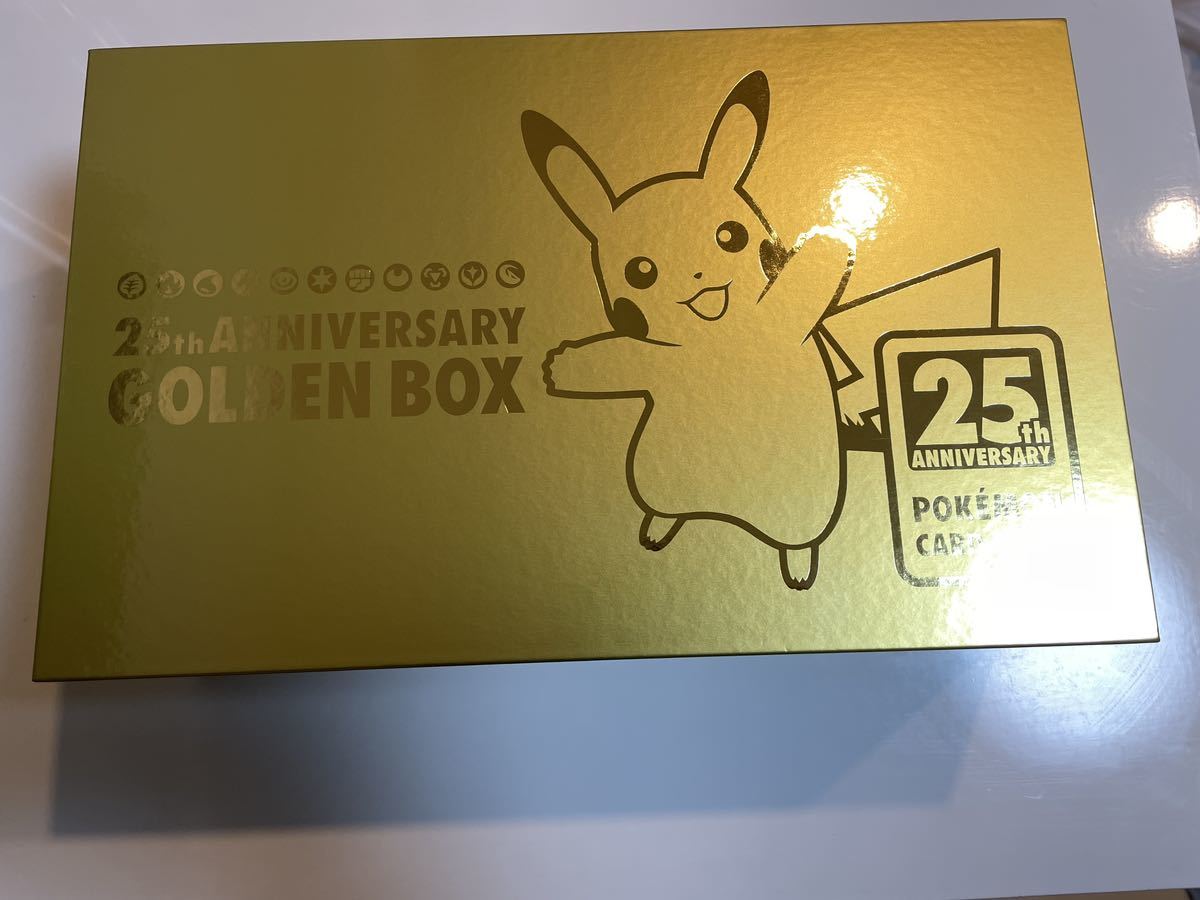 25th ANNIVERSARY
GOLDEN BOX
25th
ANNIVERSARY
POKÉMON
CARD